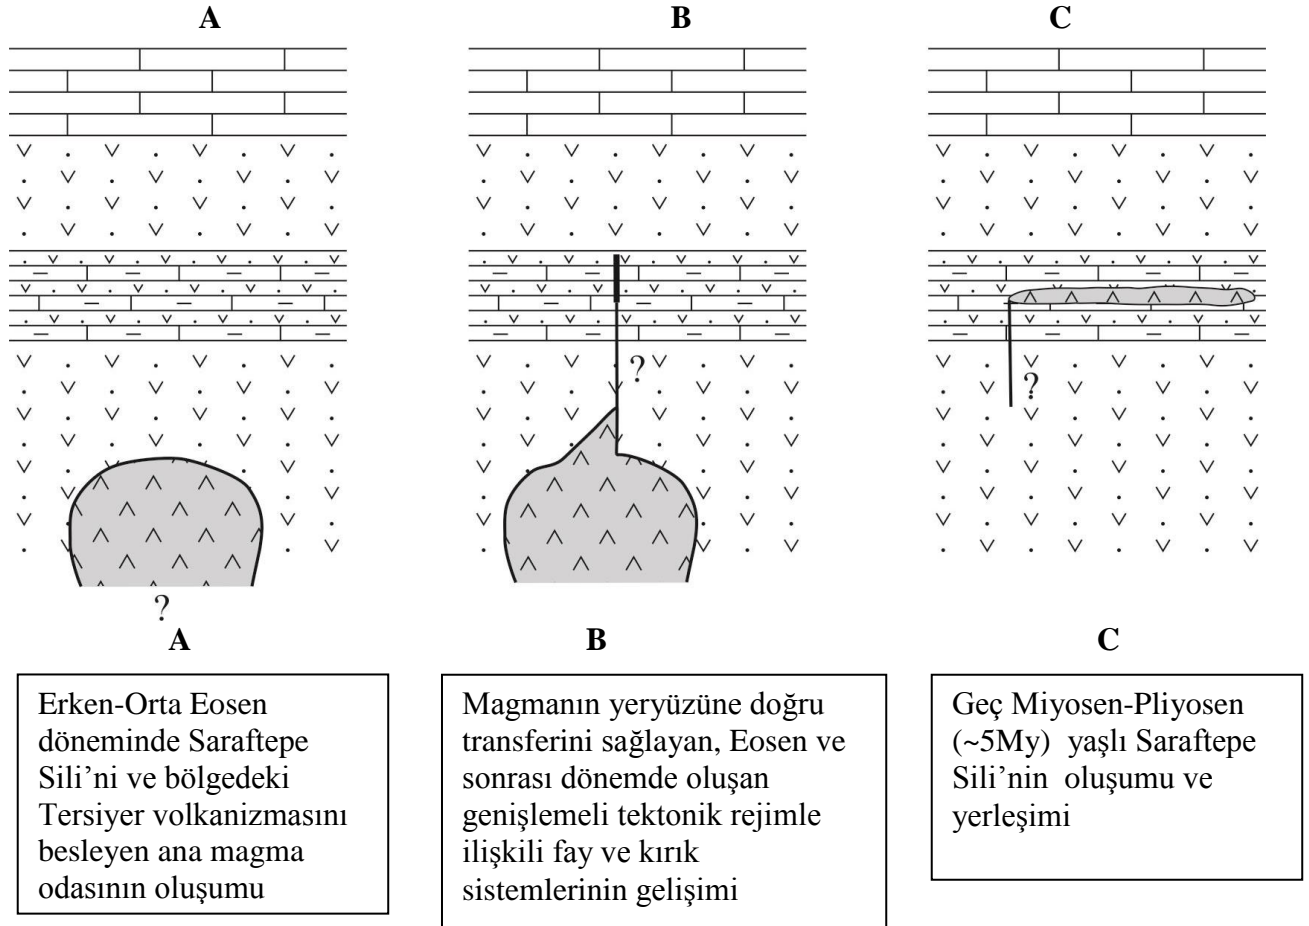 A B C
?
?
?
A B C
Erken-Orta Eosen
döneminde Saraftepe
Sili’ni ve bölgedeki
Tersiyer volkanizmasını
besleyen ana magma
odasının oluşumu
Magmanın yeryüzüne doğru
transferini sağlayan, Eosen ve
sonrası dönemde oluşan
genişlemeli tektonik rejimle
ilişkili fay ve kırık
sistemlerinin gelişimi
Geç Miyosen-Pliyosen
(~5My) yaşlı Saraftepe
Sili’nin oluşumu ve
yerleşimi